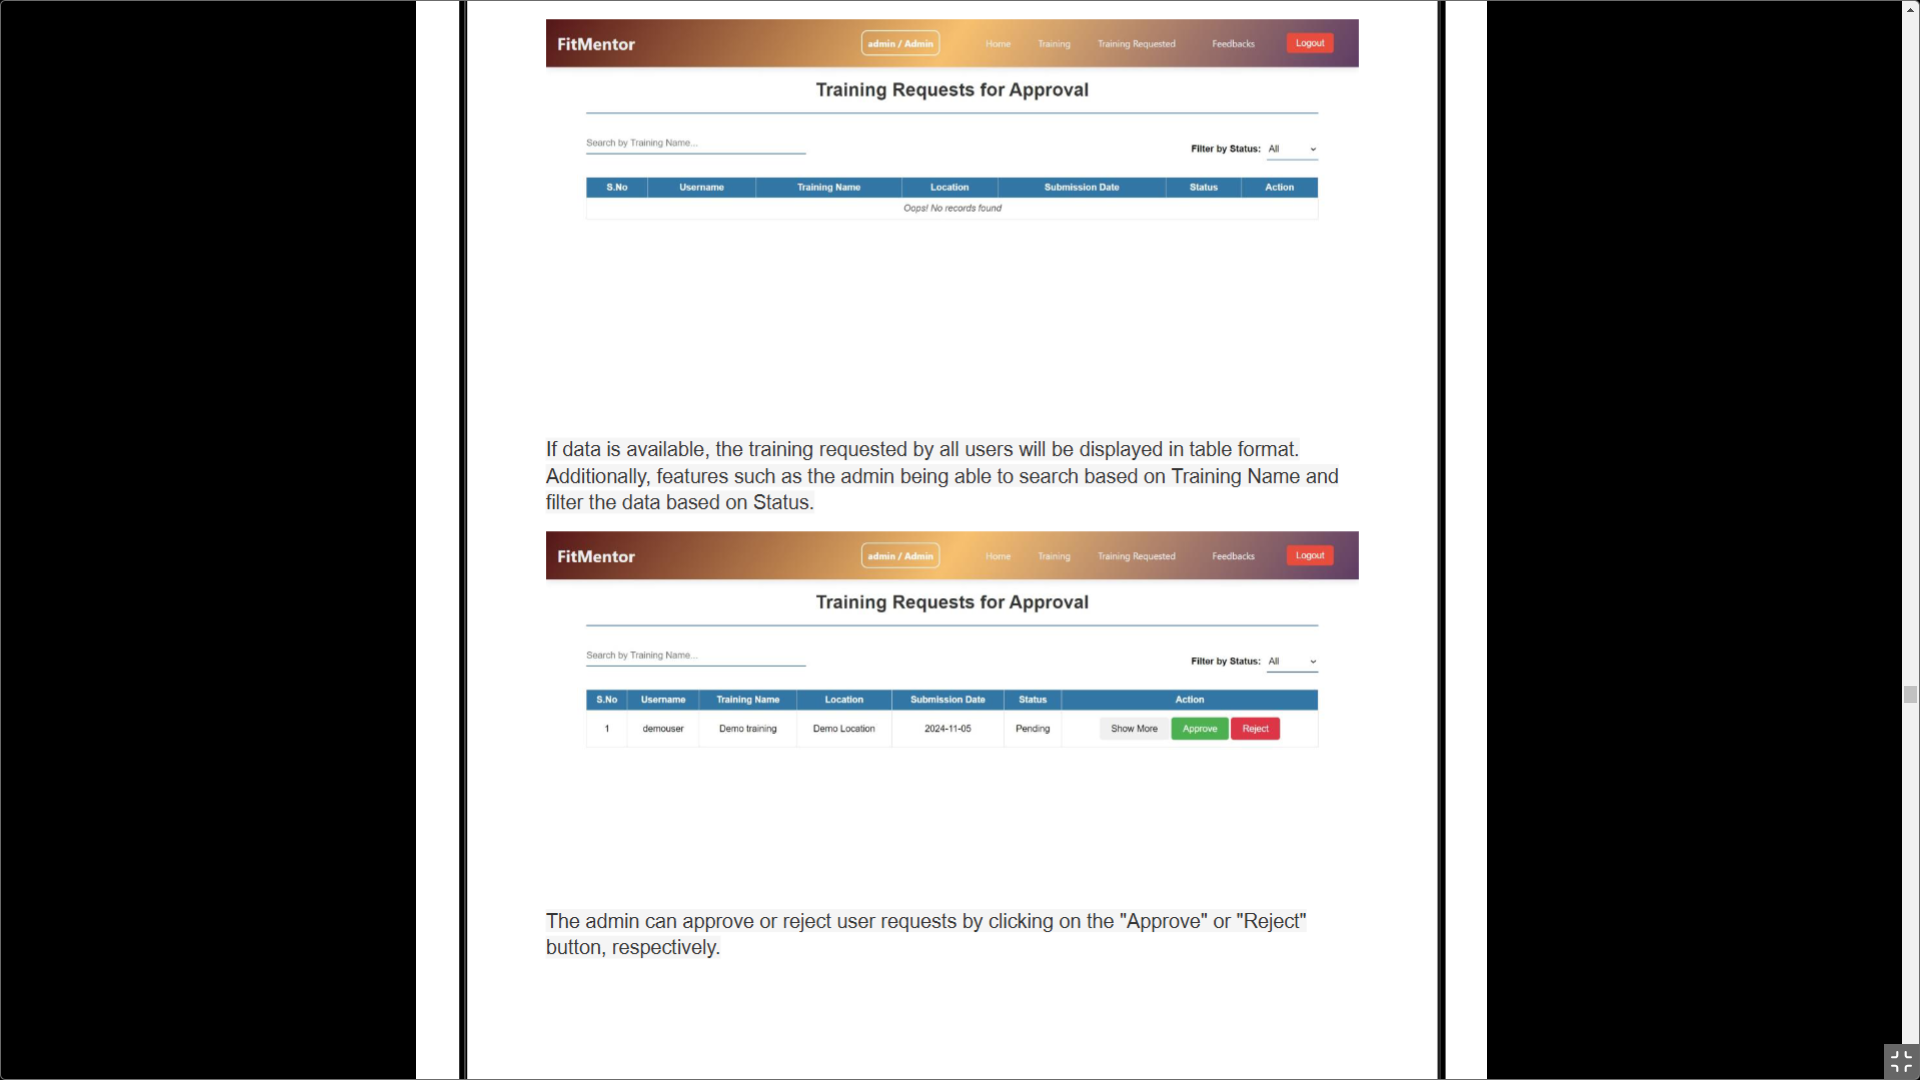 FitMentor admin / Admin Home Training Training Requested Feedbacks Logout
Training Requests for Approval
Search by Training Name...
Filter by Status: All
S.No Username Training Name Location Submission Date Status Action
Oops! No records found
If data is available, the training requested by all users will be displayed in table format.
Additionally, features such as the admin being able to search based on Training Name and
filter the data based on Status.
FitMentor admin / Admin Home Training Training Requested Feedbacks Logout
Training Requests for Approval
Search by Training Name...
Filter by Status: All
S.No Username Training Name Location Submission Date Status Action
1 demouser Demo training Demo Location 2024-11-05 Pending Show More Approve Reject
The admin can approve or reject user requests by clicking on the "Approve" or "Reject"
button, respectively.